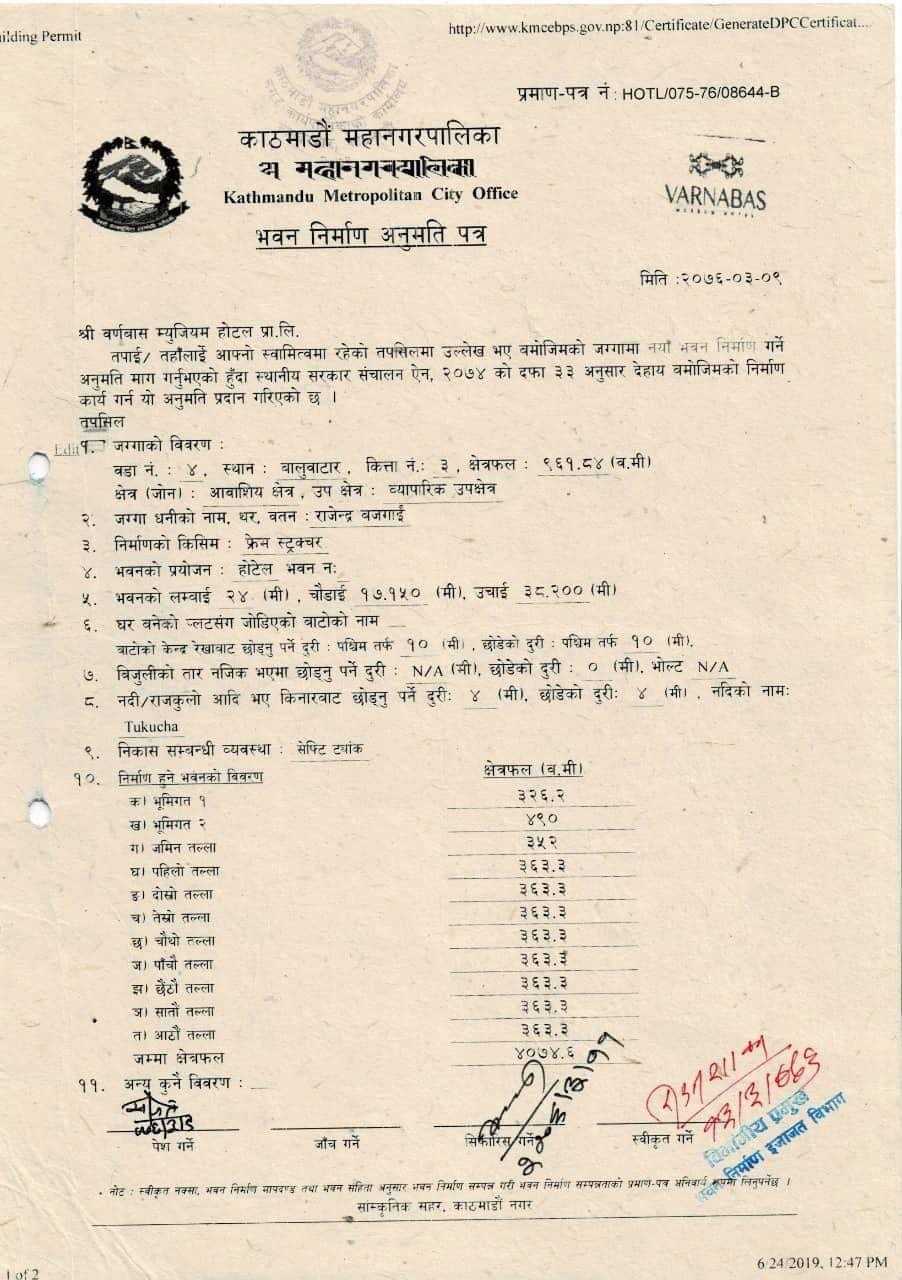 ilding Permit
http://www.kmcebps.gov.np:81/Certificate/GenerateDPCCertificat....
प्रमाण-पत्र नं : HOTL/075-76/08644-B
काठमाडौं महानगरपालिका
Kathmandu Metropolitan City Office
VARNABAS
MUSEUM HOTEL
भवन निर्माण अनुमति पत्र
मिति :२०७६-०३-०९
श्री वर्णबास म्युजियम होटल प्रा.लि.
तपाई/ तहाँलाई आफ्नो स्वामित्वमा रहेको तपसिलमा उल्लेख भए बमोजिमको जग्गामा नयाँ भवन निर्माण गर्ने
अनुमति माग गर्नुभएको हुँदा स्थानीय सरकार संचालन ऐन, २०७४ को दफा ३३ अनुसार देहाय बमोजिमको निर्माण
कार्य गर्न यो अनुमति प्रदान गरिएको छ ।
तपसिल
Edit १. जग्गाको विवरण :
वडा नं. : ४, स्थान : बालुवाटार, कित्ता नं.: ३, क्षेत्रफल : ९६१.८४ (व.मी)
क्षेत्र (जोन) : आवाशिय क्षेत्र, उप क्षेत्र : व्यापारिक उपक्षेत्र
२. जग्गा धनीको नाम, थर, वतन : राजेन्द्र बजगाईं
३. निर्माणको किसिम : फ्रेम स्ट्रक्चर
४. भवनको प्रयोजन : होटेल भवन न:
५. भवनको लम्वाई २४ (मी) , चौडाई १७.१५० (मी), उचाई ३८.२०० (मी)
६. घर बनेको प्लटसंग जोडिएको बाटोको नाम
बाटोको केन्द्र रेखाबाट छोड्नु पर्ने दुरी : पश्चिम तर्फ १० (मी) , छोडेको दुरी : पश्चिम तर्फ १० (मी),
७. विजुलीको तार नजिक भएमा छोड्नु पर्ने दुरी : N/A (मी), छोडेको दुरी : ० (मी), भोल्ट N/A
८. नदी/राजकुलो आदि भए किनारबाट छोड्नु पर्ने दुरी: ४ (मी), छोडेको दुरी: ४ (मी) , नदिको नाम:
Tukucha
९. निकास सम्बन्धी व्यवस्था : सेफ्टि ट्यांक
१०. निर्माण हुने भवनको विवरण क्षेत्रफल (व.मी)
क) भूमिगत १ ३२६.२
ख) भूमिगत २ ४९०
ग) जमिन तल्ला ३५२
घ) पहिलो तल्ला ३६३.३
ङ) दोस्रो तल्ला ३६३.३
च) तेस्रो तल्ला ३६३.३
छ) चौथो तल्ला ३६३.३
ज) पाँचौ तल्ला ३६३.३
झ) छैंठौ तल्ला ३६३.३
ञ) सातौं तल्ला ३६३.३
त) आठौं तल्ला ३६३.३
जम्मा क्षेत्रफल ४०७४.६
११. अन्य कुनै विवरण :
पेश गर्ने जाँच गर्ने सिफारिस गर्ने स्वीकृत गर्ने
विभागीय प्रमुख
भवन निर्माण इजाजत विभाग
• नोट : स्वीकृत नक्सा, भवन निर्माण मापदण्ड तथा भवन संहिता अनुसार भवन निर्माण सम्पन्न गरी भवन निर्माण सम्पन्नताको प्रमाण-पत्र अनिवार्य रूपमा लिनुपर्नेछ ।
सांस्कृतिक सहर, काठमाडौं नगर
1 of 2
6/24/2019, 12:47 PM